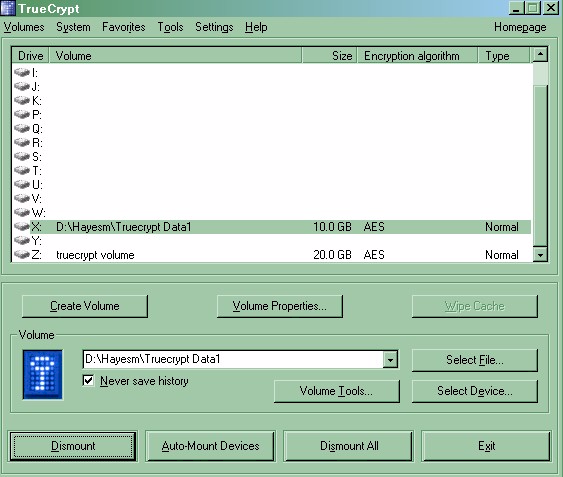 TrueCrypt
Volumes System Favorites Tools Settings Help Homepage
Drive Volume Size Encryption algorithm Type
I:
J:
K:
P:
Q:
R:
S:
T:
U:
V:
W:
X: D:\Hayesm\Truecrypt Data1 10.0 GB AES Normal
Y:
Z: truecrypt volume 20.0 GB AES Normal
Create Volume Volume Properties... Wipe Cache
Volume
D:\Hayesm\Truecrypt Data1 Select File...
Never save history Volume Tools... Select Device...
Dismount Auto-Mount Devices Dismount All Exit